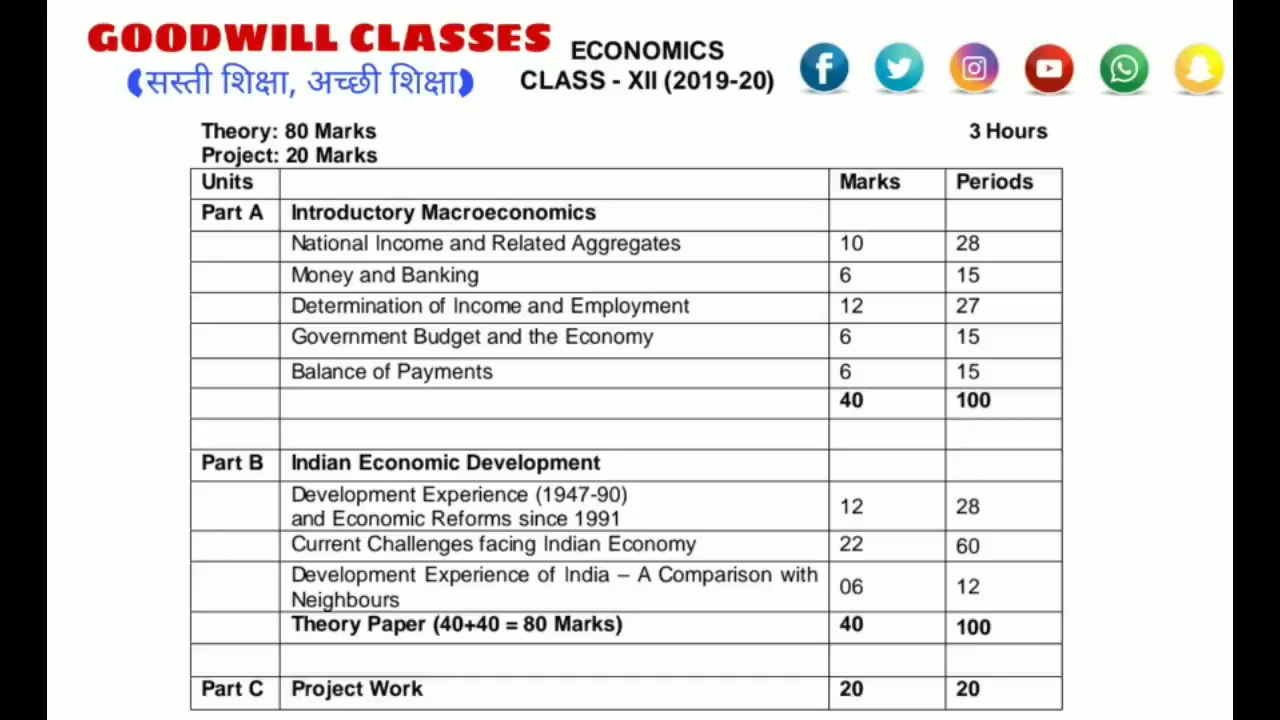 GOODWILL CLASSES
(सस्ती शिक्षा, अच्छी शिक्षा)
ECONOMICS
CLASS - XII (2019-20)
Theory: 80 Marks 3 Hours
Project: 20 Marks
Units Marks Periods
Part A Introductory Macroeconomics
National Income and Related Aggregates 10 28
Money and Banking 6 15
Determination of Income and Employment 12 27
Government Budget and the Economy 6 15
Balance of Payments 6 15
40 100
Part B Indian Economic Development
Development Experience (1947-90)
and Economic Reforms since 1991 12 28
Current Challenges facing Indian Economy 22 60
Development Experience of India – A Comparison with
Neighbours 06 12
Theory Paper (40+40 = 80 Marks) 40 100
Part C Project Work 20 20